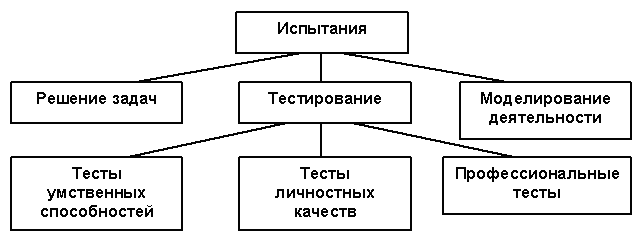 Испытания
Решение задач
Тестирование
Моделирование
деятельности
Тесты
умственных
способностей
Тесты
личностных
качеств
Профессиональные
тесты